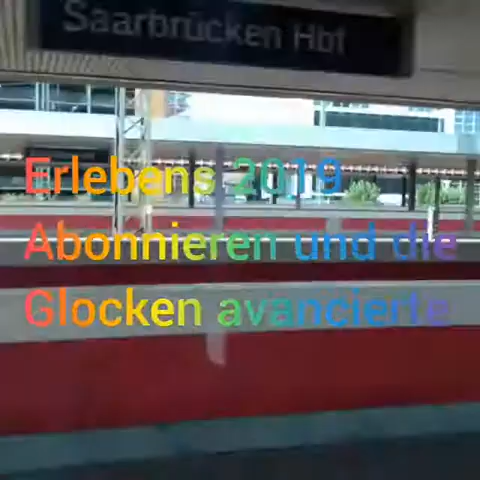 Saarbrücken Hbf
Erlebens 2019
Abonnieren und die
Glocken avancierte